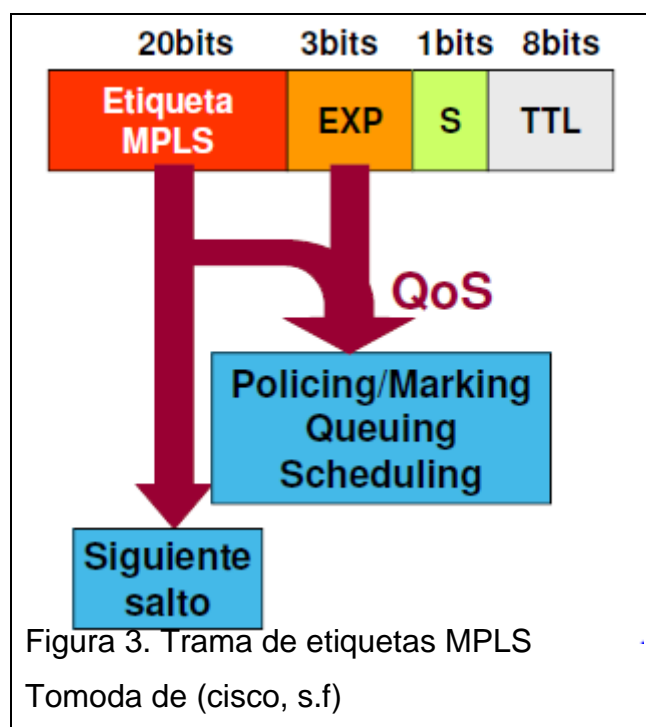 20bits 3bits 1bits 8bits
Etiqueta
MPLS
EXP
S
TTL
QoS
Policing/Marking
Queuing
Scheduling
Siguiente
salto
Figura 3. Trama de etiquetas MPLS
Tomoda de (cisco, s.f)